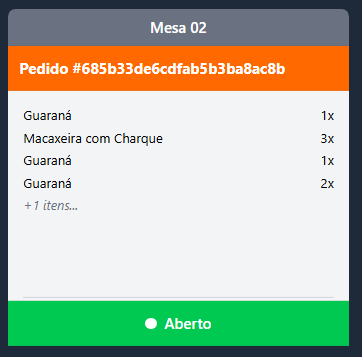 Mesa 02
Pedido #685b33de6cdfab5b3ba8ac8b
Guaraná 1x
Macaxeira com Charque 3x
Guaraná 1x
Guaraná 2x
+1 itens...
Aberto